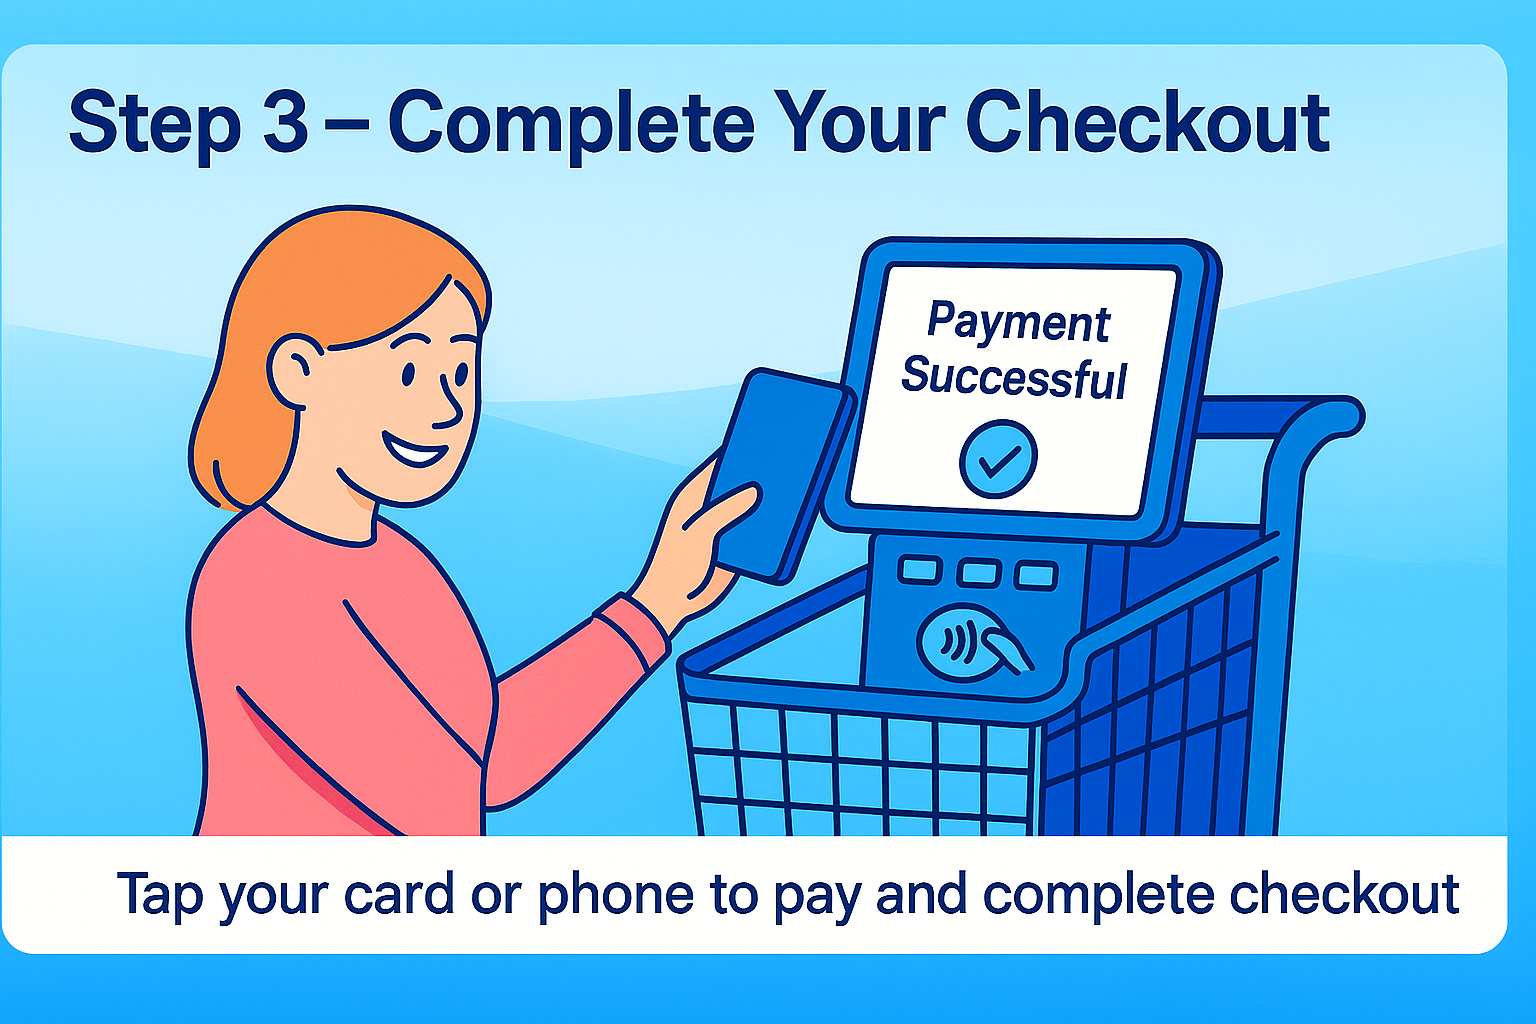 Step 3 – Complete Your Checkout
Payment
Successful
Tap your card or phone to pay and complete checkout